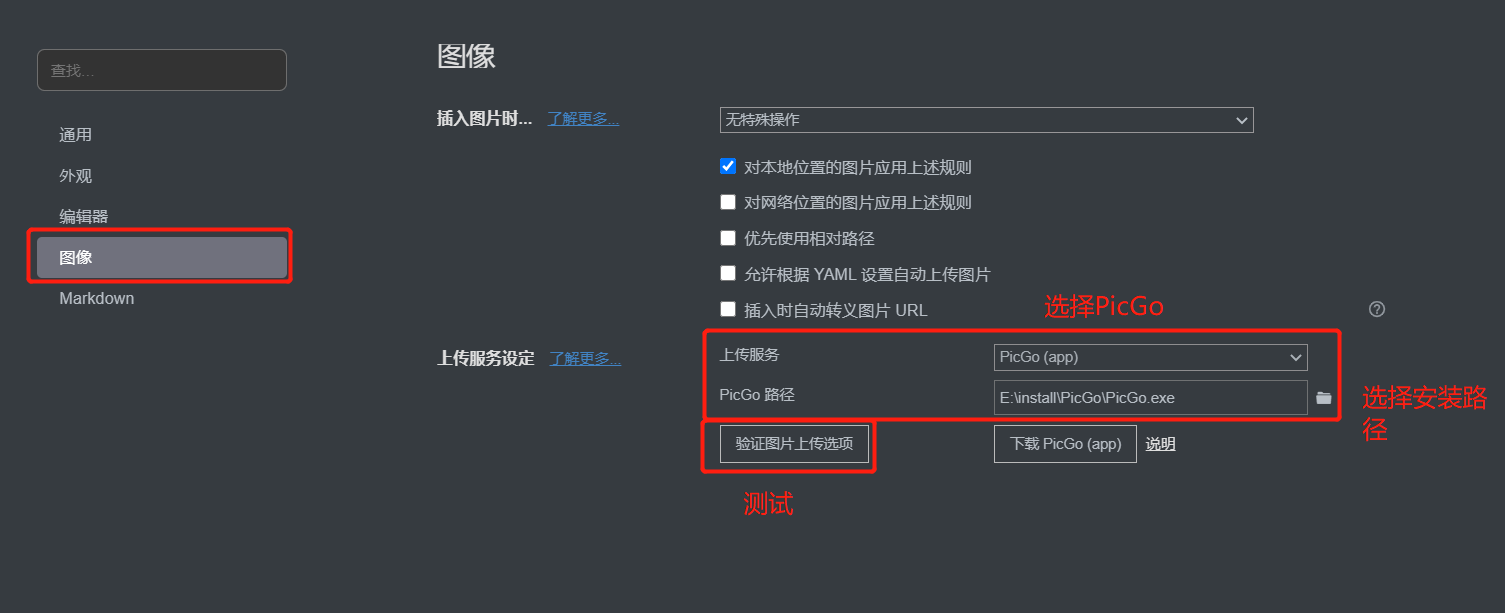 查找...
通用
外观
编辑器
图像
Markdown
图像
插入图片时... 了解更多...
无特殊操作
对本地位置的图片应用上述规则
对网络位置的图片应用上述规则
优先使用相对路径
允许根据 YAML 设置自动上传图片
插入时自动转义图片 URL
选择PicGo
上传服务设定 了解更多...
上传服务
PicGo (app)
PicGo 路径
E:\install\PicGo\PicGo.exe
选择安装路
径
验证图片上传选项
下载 PicGo (app) 说明
测试